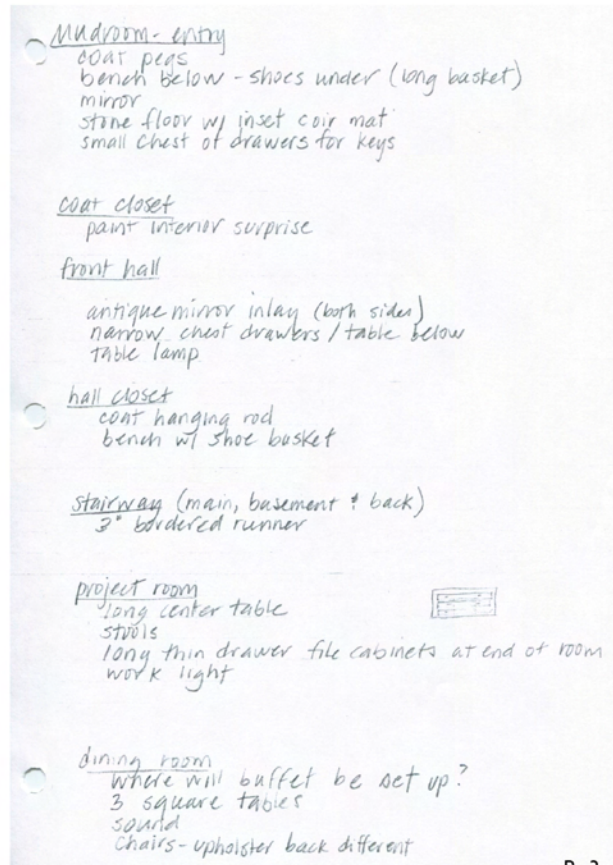 Mudroom - entry
coat pegs
bench below - shoes under (long basket)
mirror
stone floor w/ inset coir mat
small chest of drawers for keys
coat closet
paint interior surprise
front hall
antique mirror inlay (both sides)
narrow chest drawers / table below
table lamp
hall closet
coat hanging rod
bench w/ shoe basket
stairway (main, basement & back)
3" bordered runner
project room
long center table
stools
long thin drawer file cabinets at end of room
work light
dining room
where will buffet be set up?
3 square tables
sound
chairs - upholster back different